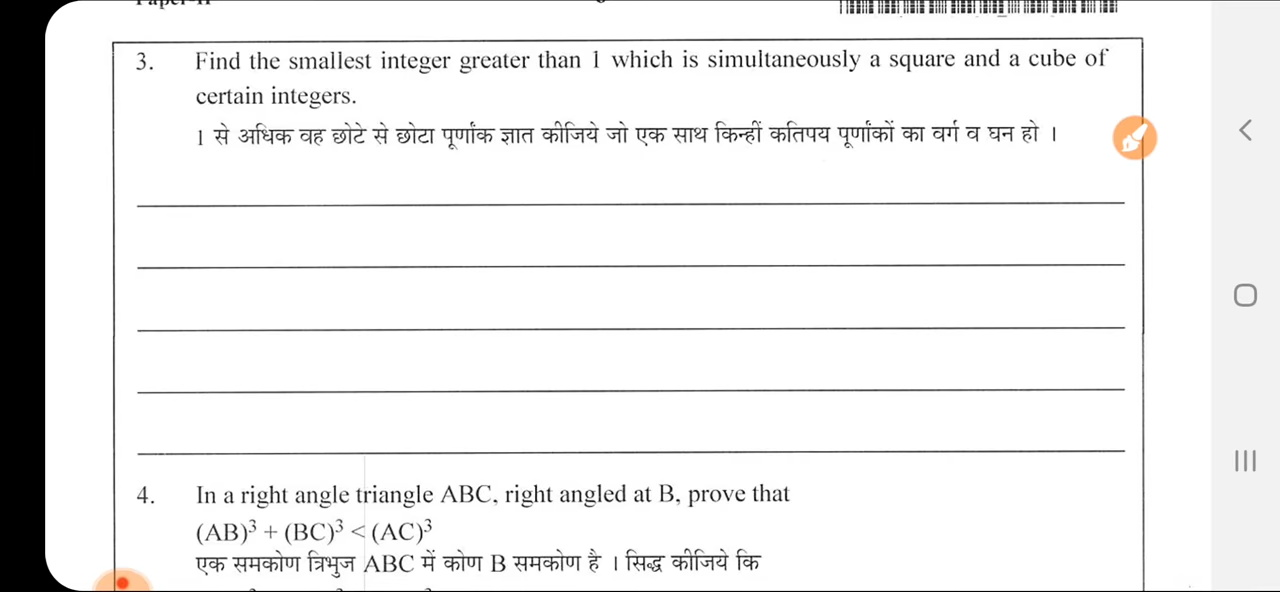 3. Find the smallest integer greater than 1 which is simultaneously a square and a cube of
certain integers.
1 से अधिक वह छोटे से छोटा पूर्णांक ज्ञात कीजिये जो एक साथ किन्हीं कतिपय पूर्णांकों का वर्ग व घन हो ।
4. In a right angle triangle ABC, right angled at B, prove that
(AB)³ + (BC)³ < (AC)³
एक समकोण त्रिभुज ABC में कोण B समकोण है । सिद्ध कीजिये कि